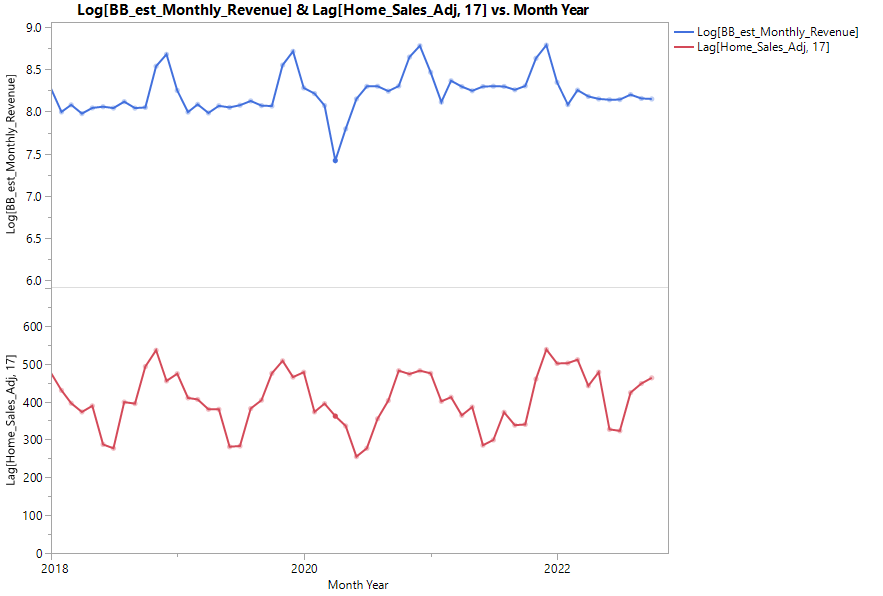 Log[BB_est_Monthly_Revenue] & Lag[Home_Sales_Adj, 17] vs. Month Year
Log[BB_est_Monthly_Revenue]
Lag[Home_Sales_Adj, 17]
Log[BB_est_Monthly_Revenue]
9.0
8.5
8.0
7.5
7.0
6.5
6.0
Lag[Home_Sales_Adj, 17]
600
500
400
300
200
100
0
2018
2020
2022
Month Year